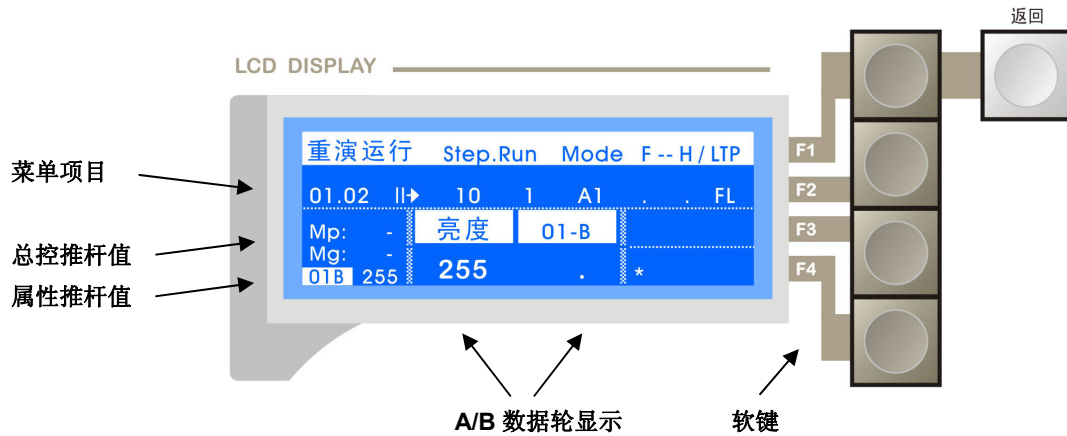 返回
LCD DISPLAY
重演运行 Step.Run Mode F -- H / LTP
01.02 II→ 10 1 A1 . . FL
Mp: -
Mg: -
01B 255
亮度 01-B
255 .
*
F1
F2
F3
F4
菜单项目
总控推杆值
属性推杆值
A/B 数据轮显示
软键